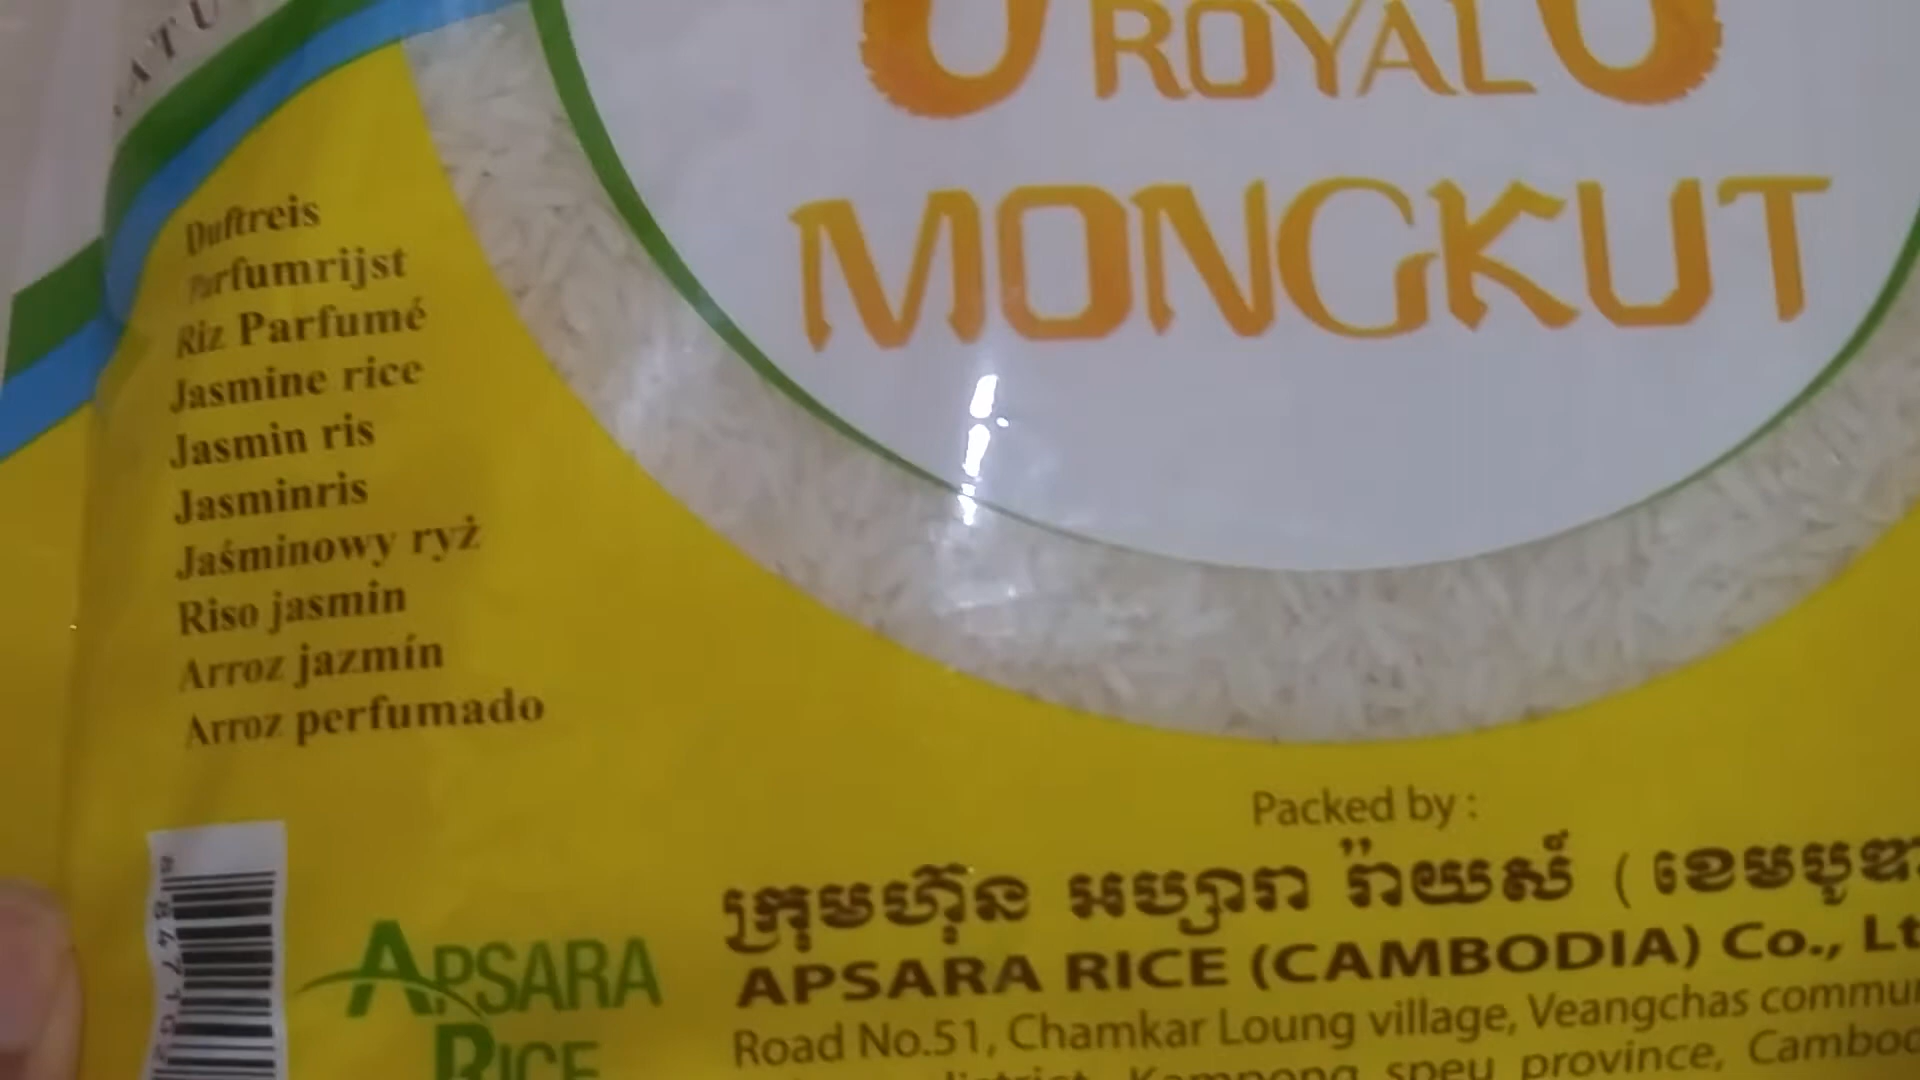 ROYAL
MONGKUT
Duftreis
Parfumrijst
Riz Parfumé
Jasmine rice
Jasmin ris
Jasminris
Jaśminowy ryż
Riso jasmin
Arroz jazmín
Arroz perfumado
Packed by :
ក្រុមហ៊ុន អប្សារា រ៉ាយស៍ ( ខេមបូឌា
APSARA RICE (CAMBODIA) Co., Lt
Road No.51, Chamkar Loung village, Veangchas commun
district, Kampong speu province, Cambod
APSARA
RICE